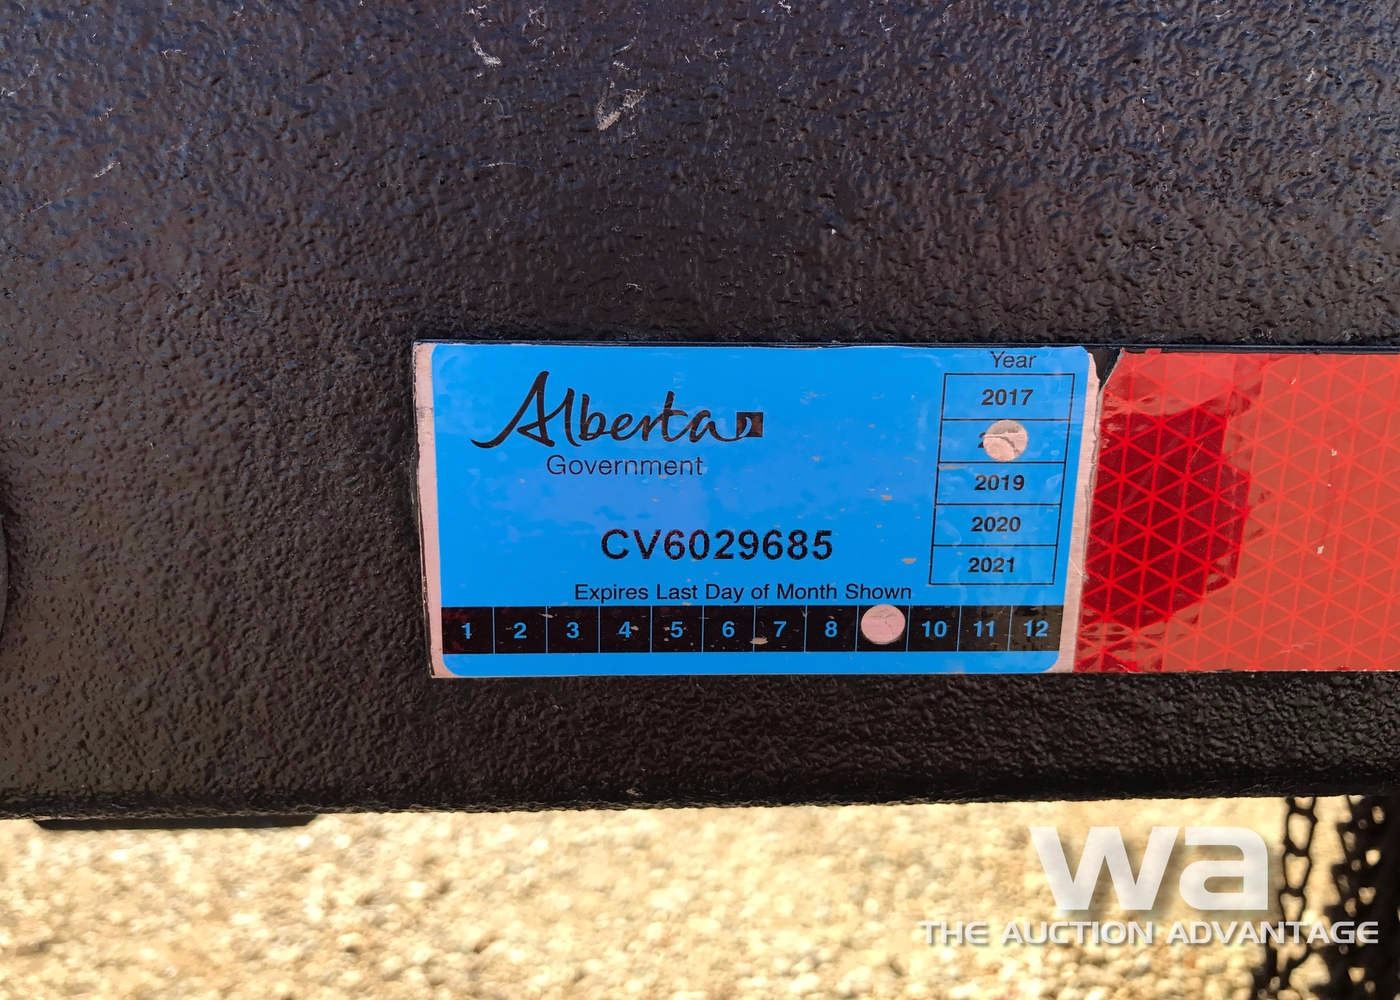 Alberta
Government
Year
2017
2019
2020
2021
CV6029685
Expires Last Day of Month Shown
1 2 3 4 5 6 7 8 10 11 12
wa
THE AUCTION ADVANTAGE